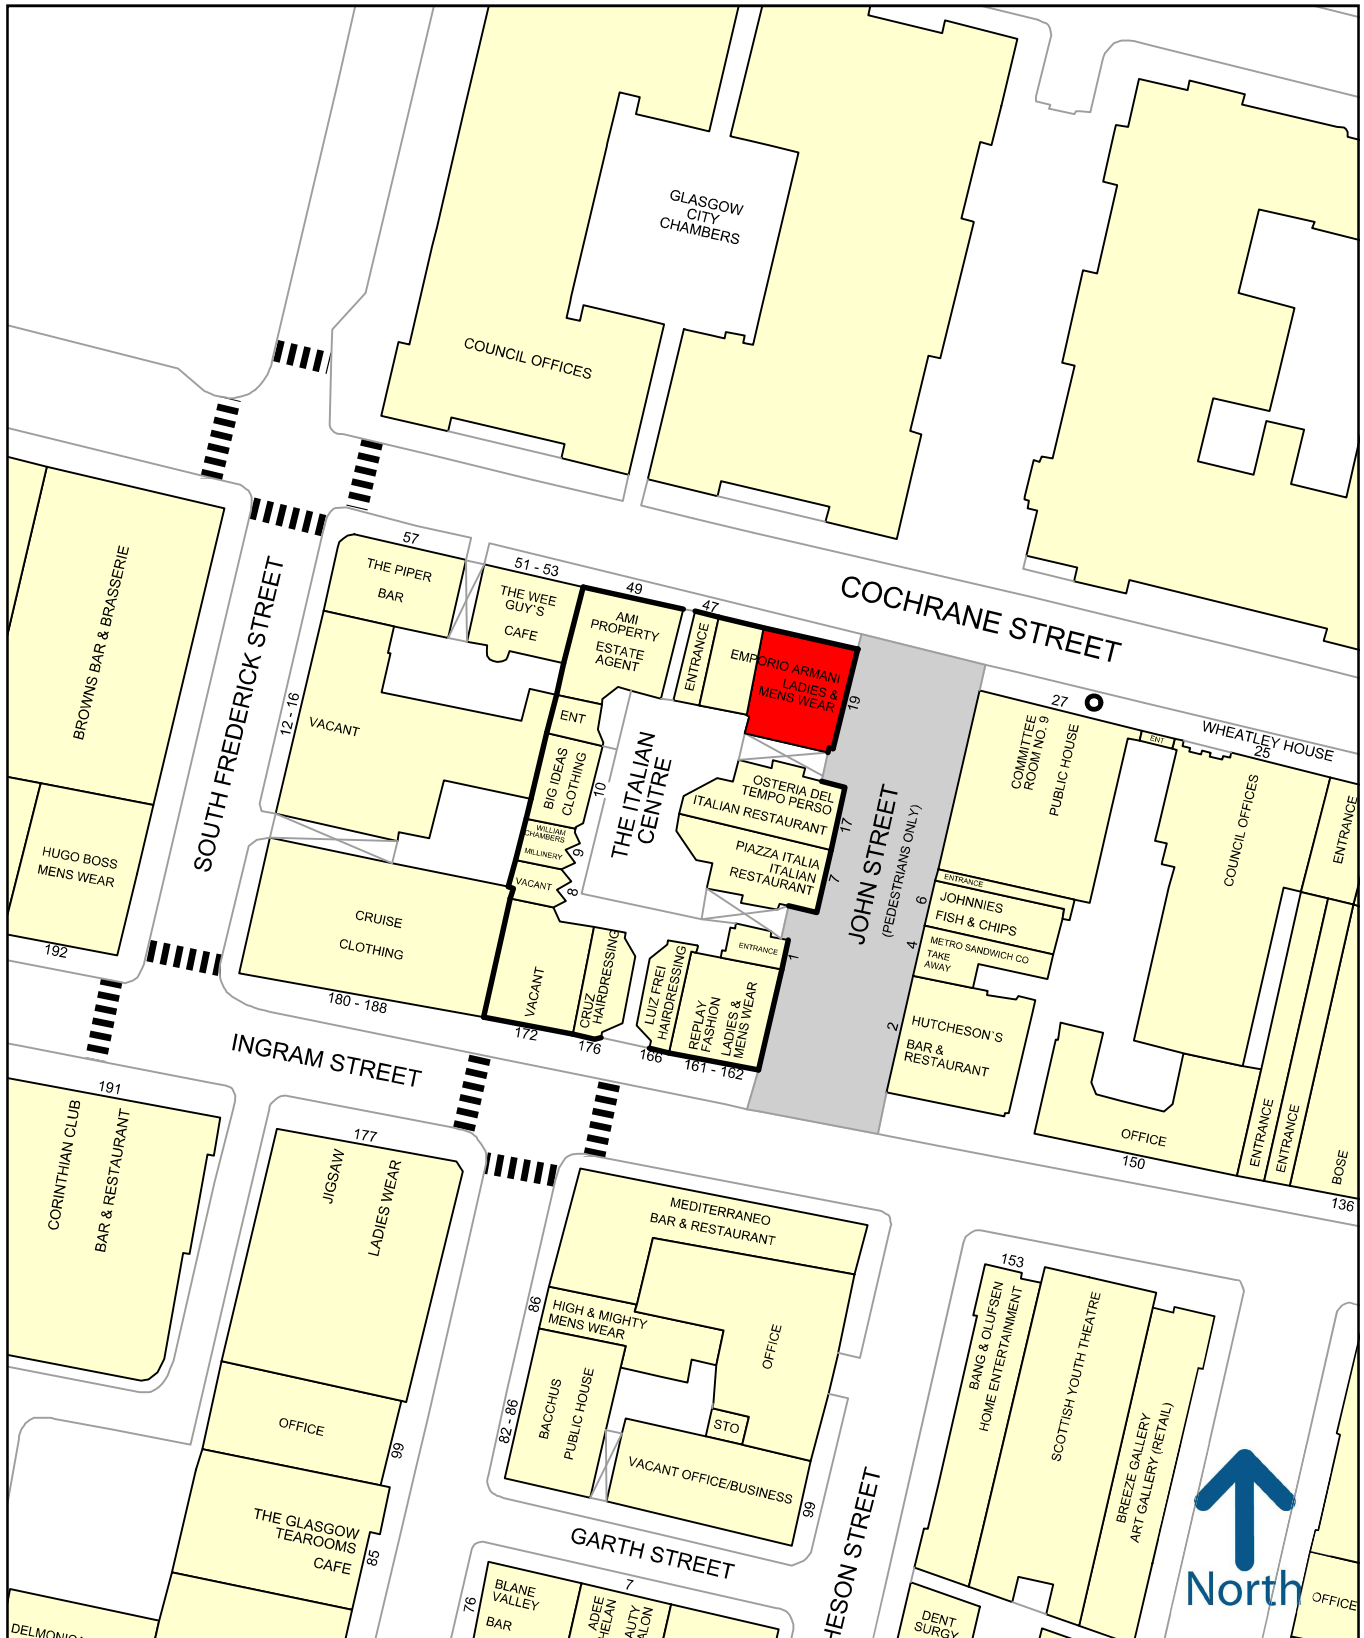 GLASGOW
CITY
CHAMBERS
COUNCIL OFFICES
COCHRANE STREET
57
THE PIPER
BAR
51 - 53
THE WEE
GUY`S
CAFE
49
AMI
PROPERTY
ESTATE
AGENT
47
ENTRANCE
EMPORIO ARMANI
LADIES &
MENS WEAR
19
BROWNS BAR & BRASSERIE
SOUTH FREDERICK STREET
12 - 16
VACANT
ENT
BIG IDEAS
CLOTHING
10
THE ITALIAN
CENTRE
OSTERIA DEL
TEMPO PERSO
ITALIAN RESTAURANT
17
PIAZZA ITALIA
ITALIAN
RESTAURANT
7
WILLIAM
CHAMBERS
MILLINERY
9
VACANT
8
JOHN STREET
(PEDESTRIANS ONLY)
27
COMMITTEE
ROOM NO. 9
PUBLIC HOUSE
ENT
WHEATLEY HOUSE
25
COUNCIL OFFICES
ENTRANCE
HUGO BOSS
MENS WEAR
192
CRUISE
CLOTHING
180 - 188
VACANT
172
CRUZ
HAIRDRESSING
176
LUIZ FREI
HAIRDRESSING
166
REPLAY
FASHION
LADIES &
MENS WEAR
161 - 162
ENTRANCE
1
ENTRANCE
6
JOHNNIES
FISH & CHIPS
4
METRO SANDWICH CO
TAKE
AWAY
2
HUTCHESON`S
BAR &
RESTAURANT
OFFICE
150
ENTRANCE
ENTRANCE
BOSE
136
INGRAM STREET
191
CORINTHIAN CLUB
BAR & RESTAURANT
177
JIGSAW
LADIES WEAR
MEDITERRANEO
BAR & RESTAURANT
86
HIGH & MIGHTY
MENS WEAR
OFFICE
82 - 86
BACCHUS
PUBLIC HOUSE
STO
VACANT OFFICE/BUSINESS
99
OFFICE
99
THE GLASGOW
TEAROOMS
CAFE
85
GARTH STREET
HESON STREET
153
BANG & OLUFSEN
HOME ENTERTAINMENT
SCOTTISH YOUTH THEATRE
BREEZE GALLERY
ART GALLERY (RETAIL)
North
OFFICE
76
BLANE
VALLEY
BAR
7
ADEE
HELAN
AUTY
ALON
DENT
SURGY
DELMONICA